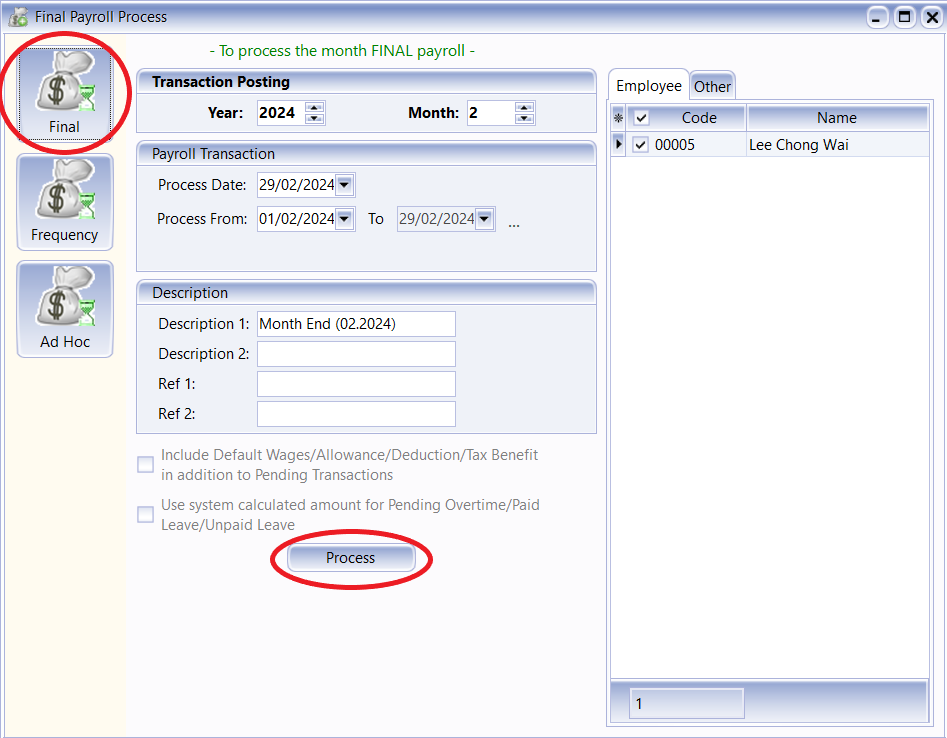 Final Payroll Process
- To process the month FINAL payroll -
Final
Frequency
Ad Hoc
Transaction Posting
Year: 2024 Month: 2
Payroll Transaction
Process Date: 29/02/2024
Process From: 01/02/2024 To 29/02/2024 ...
Description
Description 1: Month End (02.2024)
Description 2:
Ref 1:
Ref 2:
Include Default Wages/Allowance/Deduction/Tax Benefit
in addition to Pending Transactions
Use system calculated amount for Pending Overtime/Paid
Leave/Unpaid Leave
Process
Employee Other
Code Name
00005 Lee Chong Wai
1